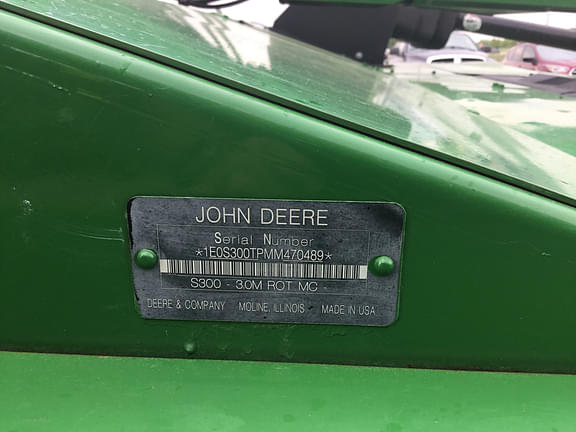 JOHN DEERE
Serial Number
*1E0S300TPMM470489*
S300 - 3.0M ROT MC -
DEERE & COMPANY MOLINE, ILLINOIS MADE IN USA